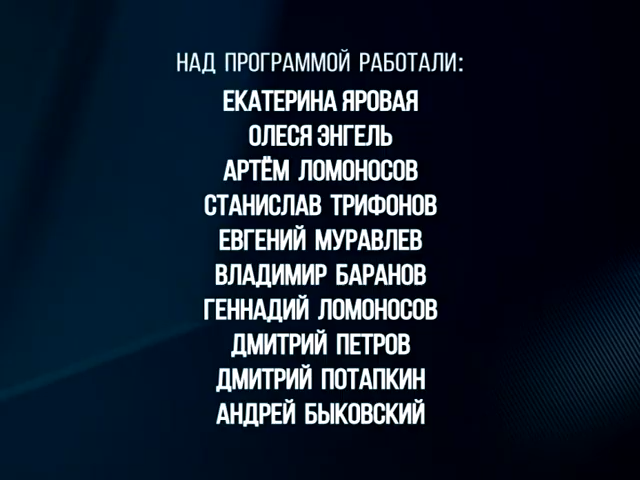 НАД ПРОГРАММОЙ РАБОТАЛИ:
ЕКАТЕРИНА ЯРОВАЯ
ОЛЕСЯ ЭНГЕЛЬ
АРТЁМ ЛОМОНОСОВ
СТАНИСЛАВ ТРИФОНОВ
ЕВГЕНИЙ МУРАВЛЕВ
ВЛАДИМИР БАРАНОВ
ГЕННАДИЙ ЛОМОНОСОВ
ДМИТРИЙ ПЕТРОВ
ДМИТРИЙ ПОТАПКИН
АНДРЕЙ БЫКОВСКИЙ